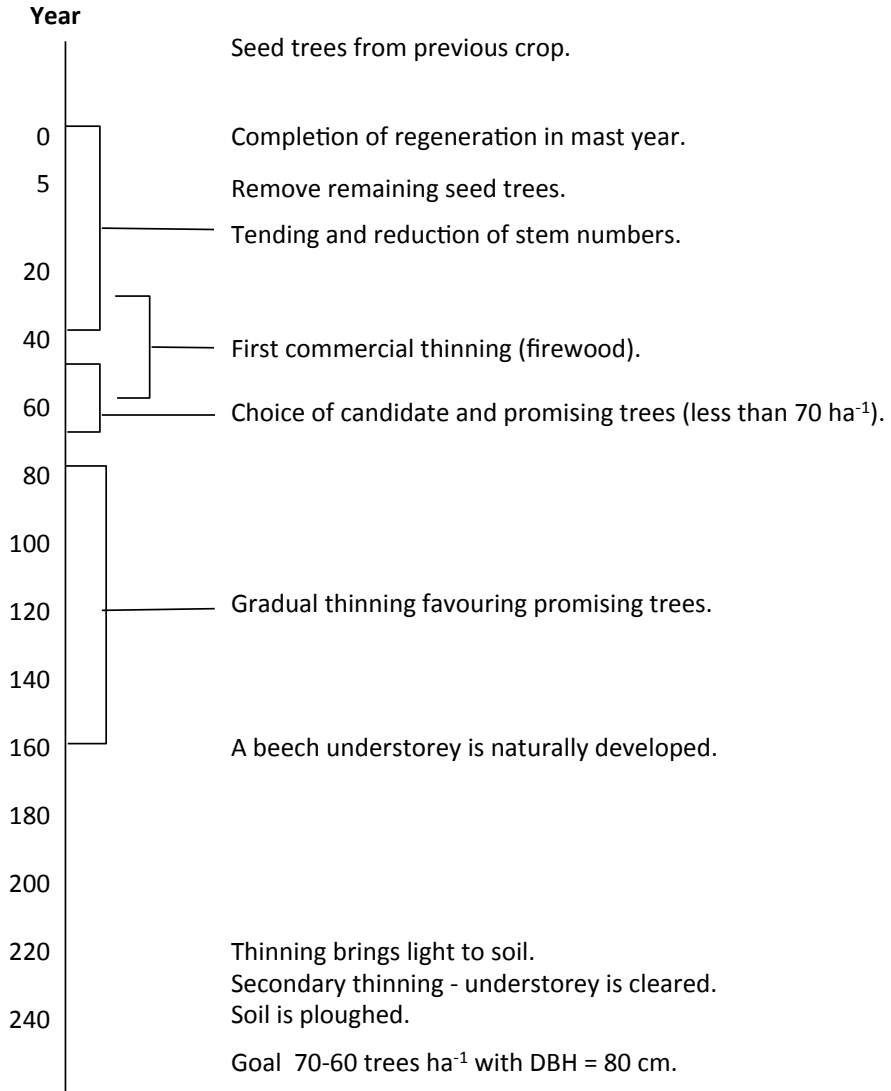 Year
Seed trees from previous crop.
0 Completion of regeneration in mast year.
5 Remove remaining seed trees.
Tending and reduction of stem numbers.
20
40 First commercial thinning (firewood).
60 Choice of candidate and promising trees (less than 70 ha⁻¹).
80
100
120 Gradual thinning favouring promising trees.
140
160 A beech understorey is naturally developed.
180
200
220 Thinning brings light to soil.
Secondary thinning - understorey is cleared.
240 Soil is ploughed.
Goal 70-60 trees ha⁻¹ with DBH = 80 cm.